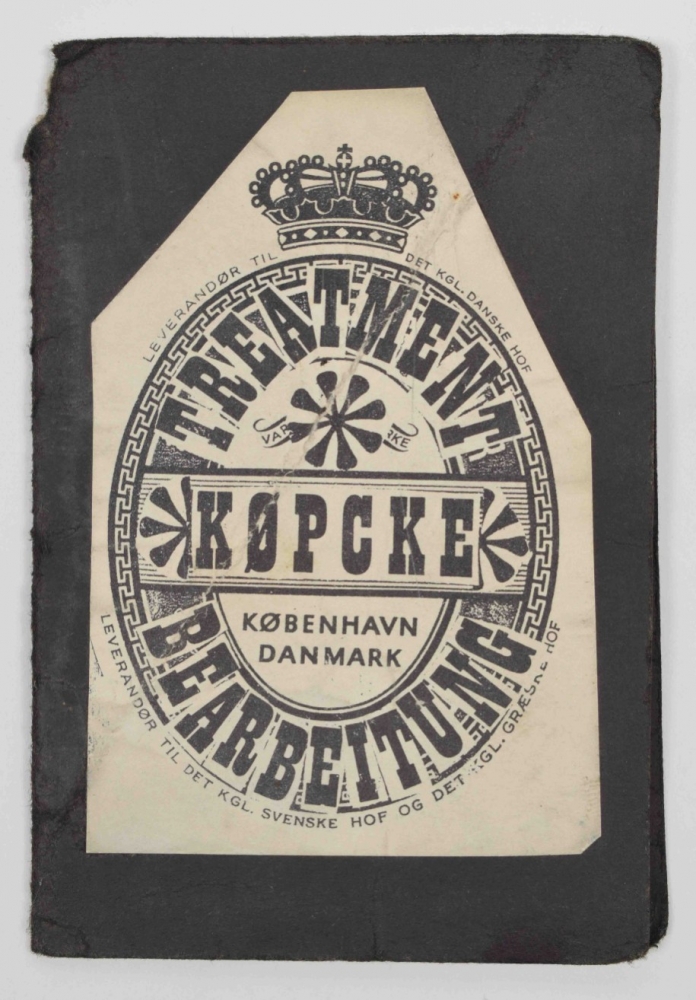 LEVERANDØR TIL DET KGL. DANSKE HOF
TREATMENT
KØPCKE
KØBENHAVN
DANMARK
BEARBEITUNG
LEVERANDØR TIL DET KGL. SVENSKE HOF OG DET KGL. GRÆSKE HOF